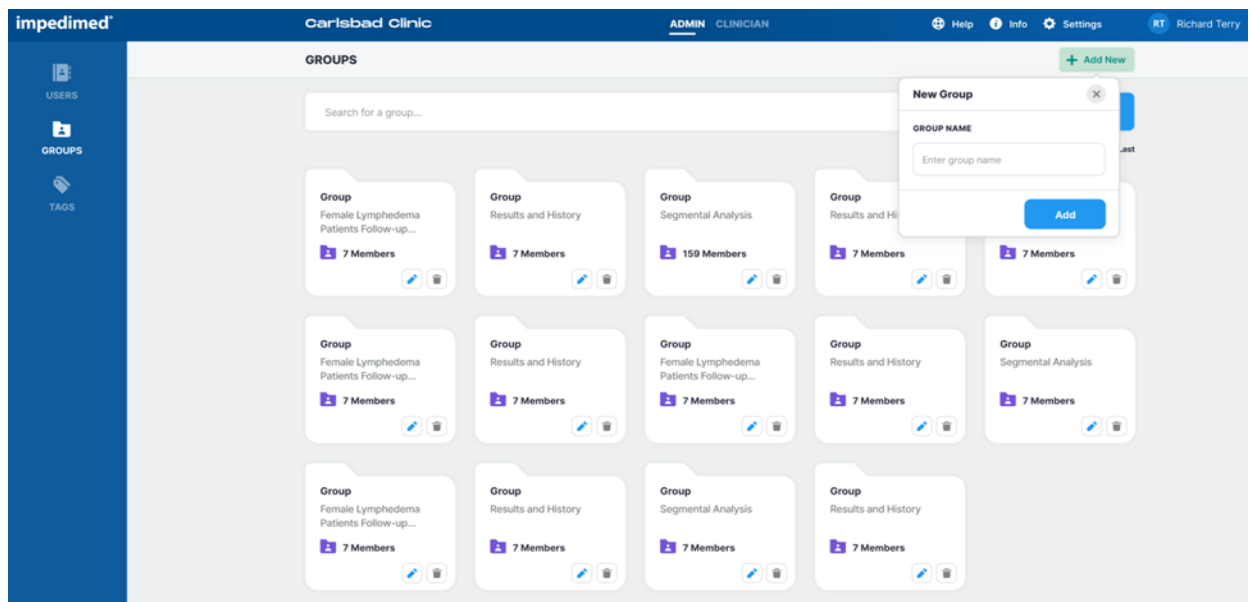 impedimed®
Carlsbad Clinic
ADMIN CLINICIAN
Help Info Settings
RT Richard Terry
USERS
GROUPS
TAGS
GROUPS
+ Add New
Search for a group...
New Group
GROUP NAME
Enter group name
Add
Last
Group
Female Lymphedema
Patients Follow-up...
7 Members
Group
Results and History
7 Members
Group
Segmental Analysis
159 Members
Group
Results and Hi
7 Members
7 Members
Group
Female Lymphedema
Patients Follow-up...
7 Members
Group
Results and History
7 Members
Group
Female Lymphedema
Patients Follow-up...
7 Members
Group
Results and History
7 Members
Group
Segmental Analysis
7 Members
Group
Female Lymphedema
Patients Follow-up...
7 Members
Group
Results and History
7 Members
Group
Segmental Analysis
7 Members
Group
Results and History
7 Members